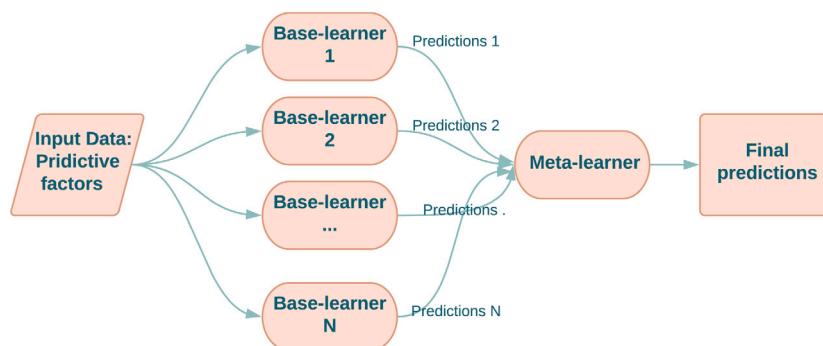 Input Data:
Pridictive
factors
Base-learner
1
Base-learner
2
Base-learner
...
Base-learner
N
Predictions 1
Predictions 2
Predictions .
Predictions N
Meta-learner
Final
predictions